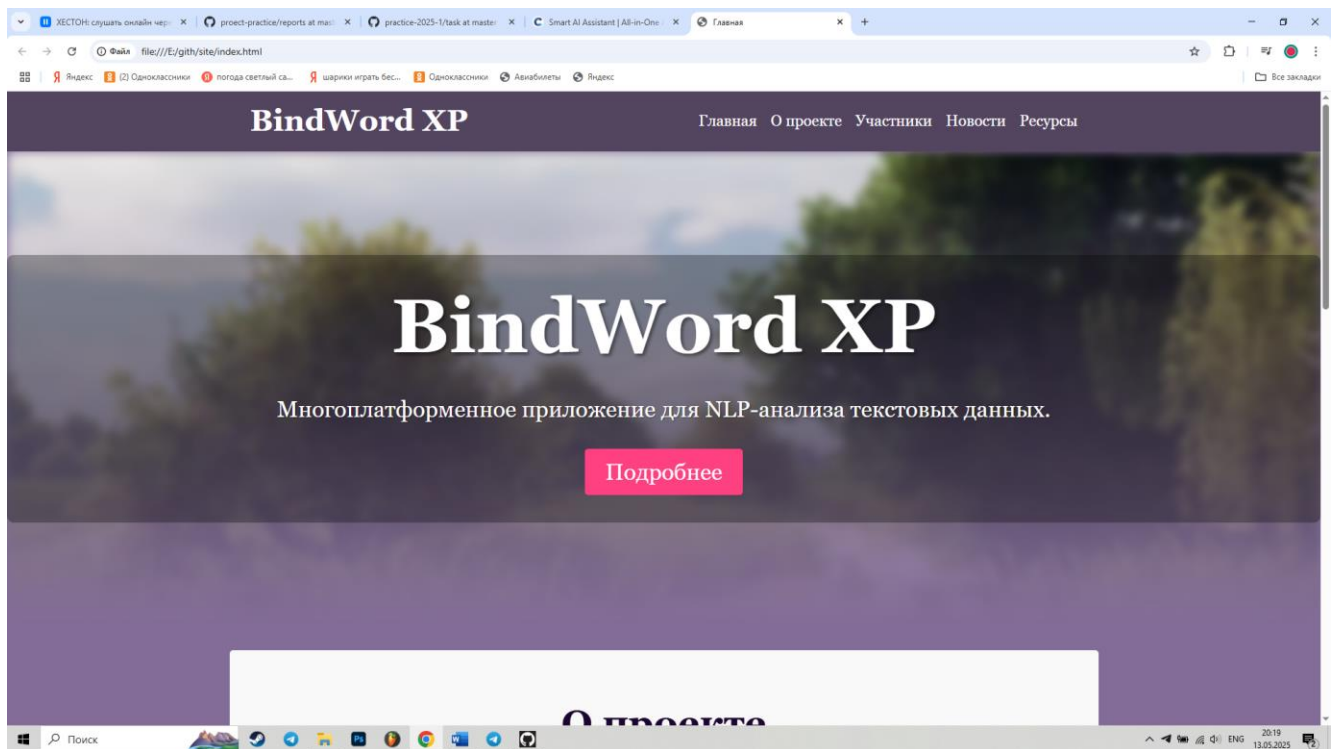 ХЕСТОН: слушать онлайн чере
proect-practice/reports at mast
practice-2025-1/task at master
Smart AI Assistant | All-in-One
Главная
Файл file:///E:/gith/site/index.html
Яндекс (2) Одноклассники погода светлый са... шарики играть бес... Одноклассники Авиабилеты Яндекс Все закладки
BindWord XP
Главная О проекте Участники Новости Ресурсы
BindWord XP
Многоплатформенное приложение для NLP-анализа текстовых данных.
Подробнее
О проекте
Поиск
ENG
20:19
13.05.2025